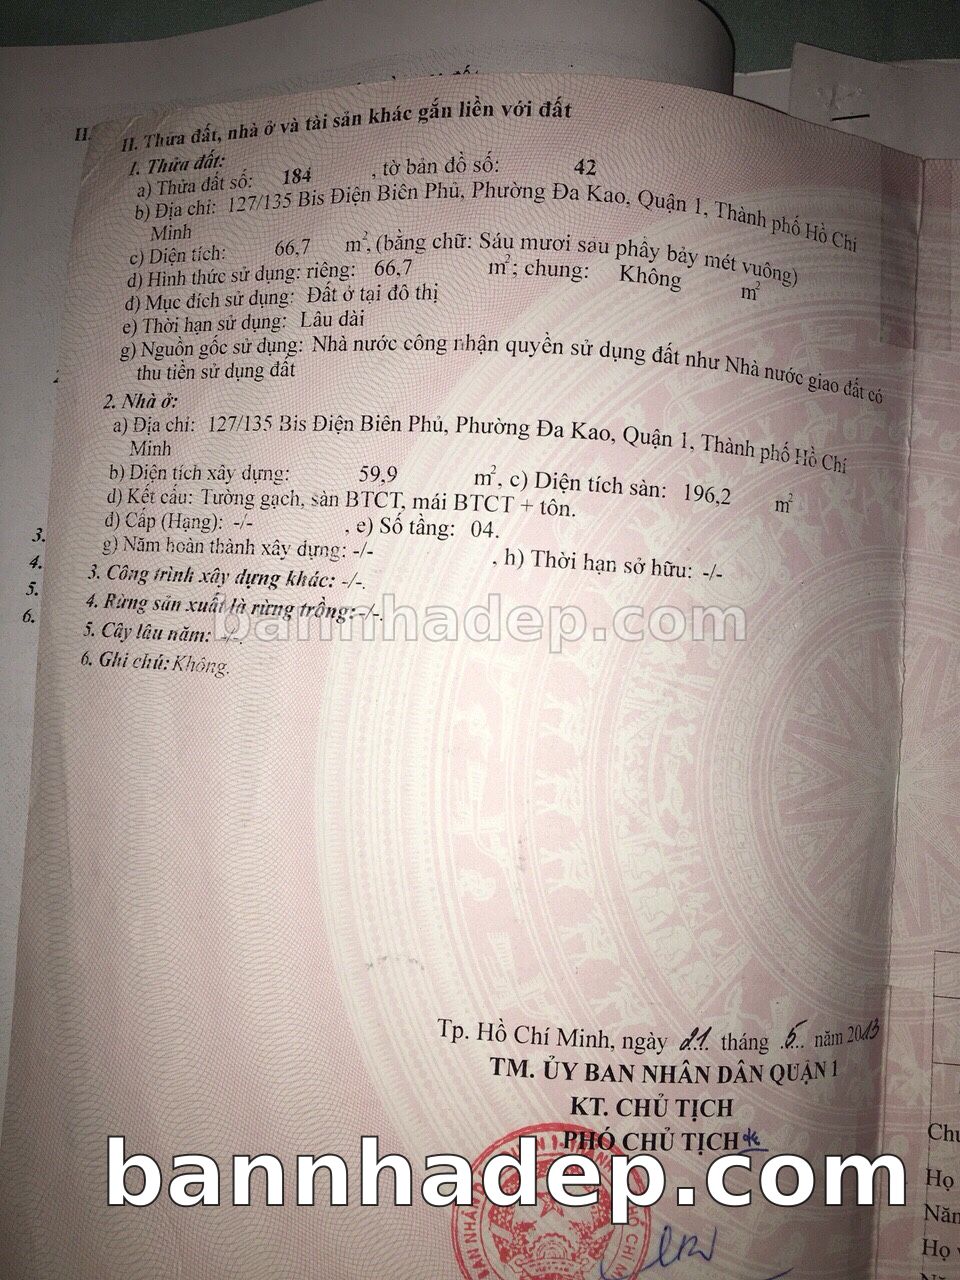 II. Thửa đất, nhà ở và tài sản khác gắn liền với đất
1. Thửa đất:
a) Thửa đất số: 184 , tờ bản đồ số: 42
b) Địa chỉ: 127/135 Bis Điện Biên Phủ, Phường Đa Kao, Quận 1, Thành phố Hồ Chí
Minh
c) Diện tích: 66,7 m², (bằng chữ: Sáu mươi sau phẩy bảy mét vuông)
d) Hình thức sử dụng: riêng: 66,7 m²; chung: Không m²
đ) Mục đích sử dụng: Đất ở tại đô thị
e) Thời hạn sử dụng: Lâu dài
g) Nguồn gốc sử dụng: Nhà nước công nhận quyền sử dụng đất như Nhà nước giao đất có
thu tiền sử dụng đất
2. Nhà ở:
a) Địa chỉ: 127/135 Bis Điện Biên Phủ, Phường Đa Kao, Quận 1, Thành phố Hồ Chí
Minh
b) Diện tích xây dựng: 59,9 m², c) Diện tích sàn: 196,2 m²
d) Kết cấu: Tường gạch, sàn BTCT, mái BTCT + tôn.
đ) Cấp (Hạng): -/- , e) Số tầng: 04.
g) Năm hoàn thành xây dựng: -/- , h) Thời hạn sở hữu: -/-
3. Công trình xây dựng khác: -/-.
4. Rừng sản xuất là rừng trồng: -/-.
5. Cây lâu năm: -/-.
6. Ghi chú: Không.
bannhadep.com
Tp. Hồ Chí Minh, ngày 21 tháng 5 năm 2013
TM. ỦY BAN NHÂN DÂN QUẬN 1
KT. CHỦ TỊCH
PHÓ CHỦ TỊCH
bannhadep.com
II.
3.
4.
5.
6.
Họ
Năm
Họ